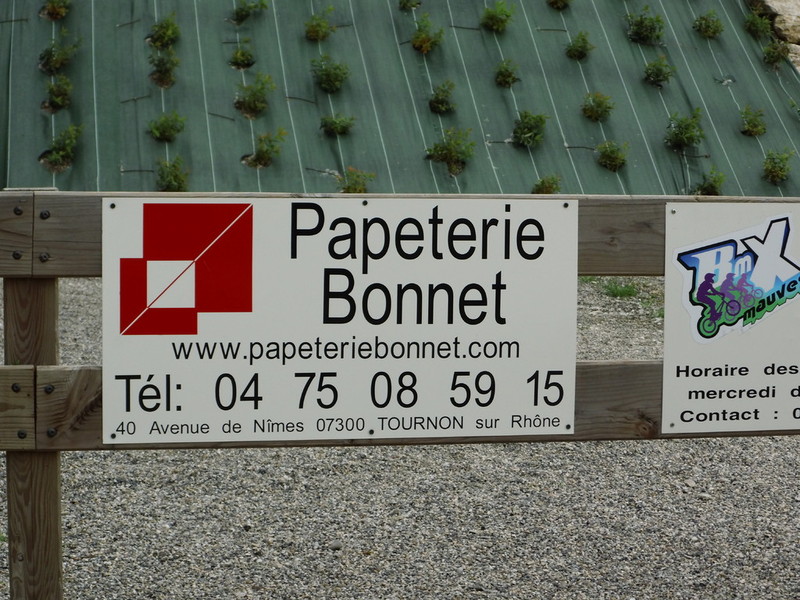 Papeterie
Bonnet
www.papeteriebonnet.com
Tél: 04 75 08 59 15
40 Avenue de Nîmes 07300 TOURNON sur Rhône
BMX
mauves
Horaire des
mercredi
Contact :